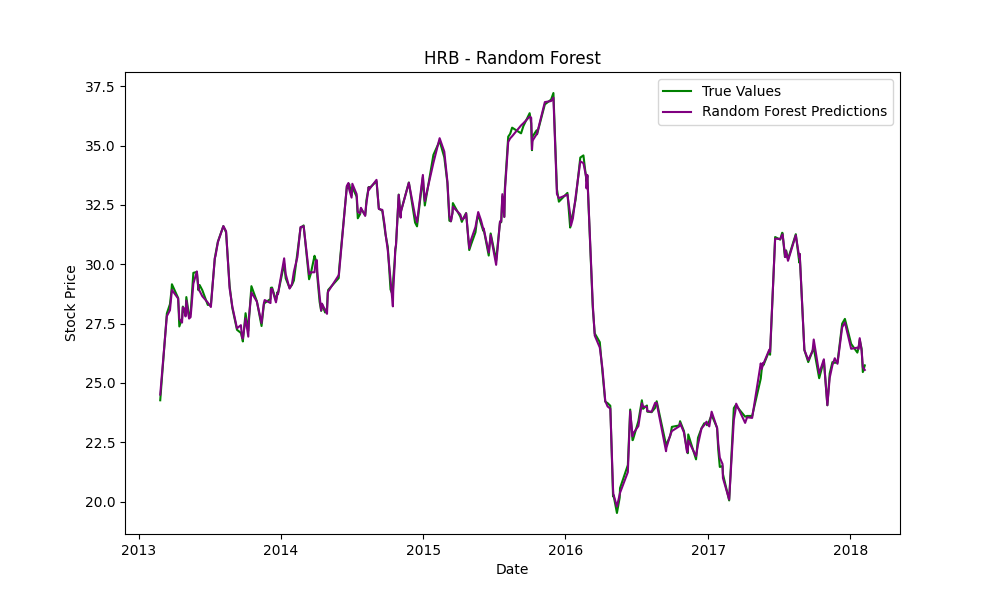 HRB - Random Forest
True Values
Random Forest Predictions
Stock Price
37.5
35.0
32.5
30.0
27.5
25.0
22.5
20.0
2013 2014 2015 2016 2017 2018
Date